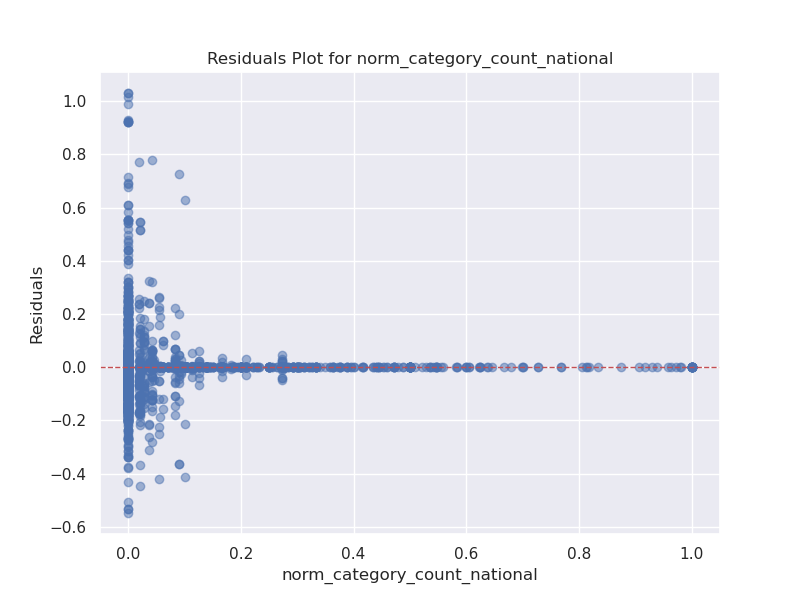 Residuals Plot for norm_category_count_national
1.0
0.8
0.6
0.4
0.2
0.0
−0.2
−0.4
−0.6
Residuals
0.0 0.2 0.4 0.6 0.8 1.0
norm_category_count_national